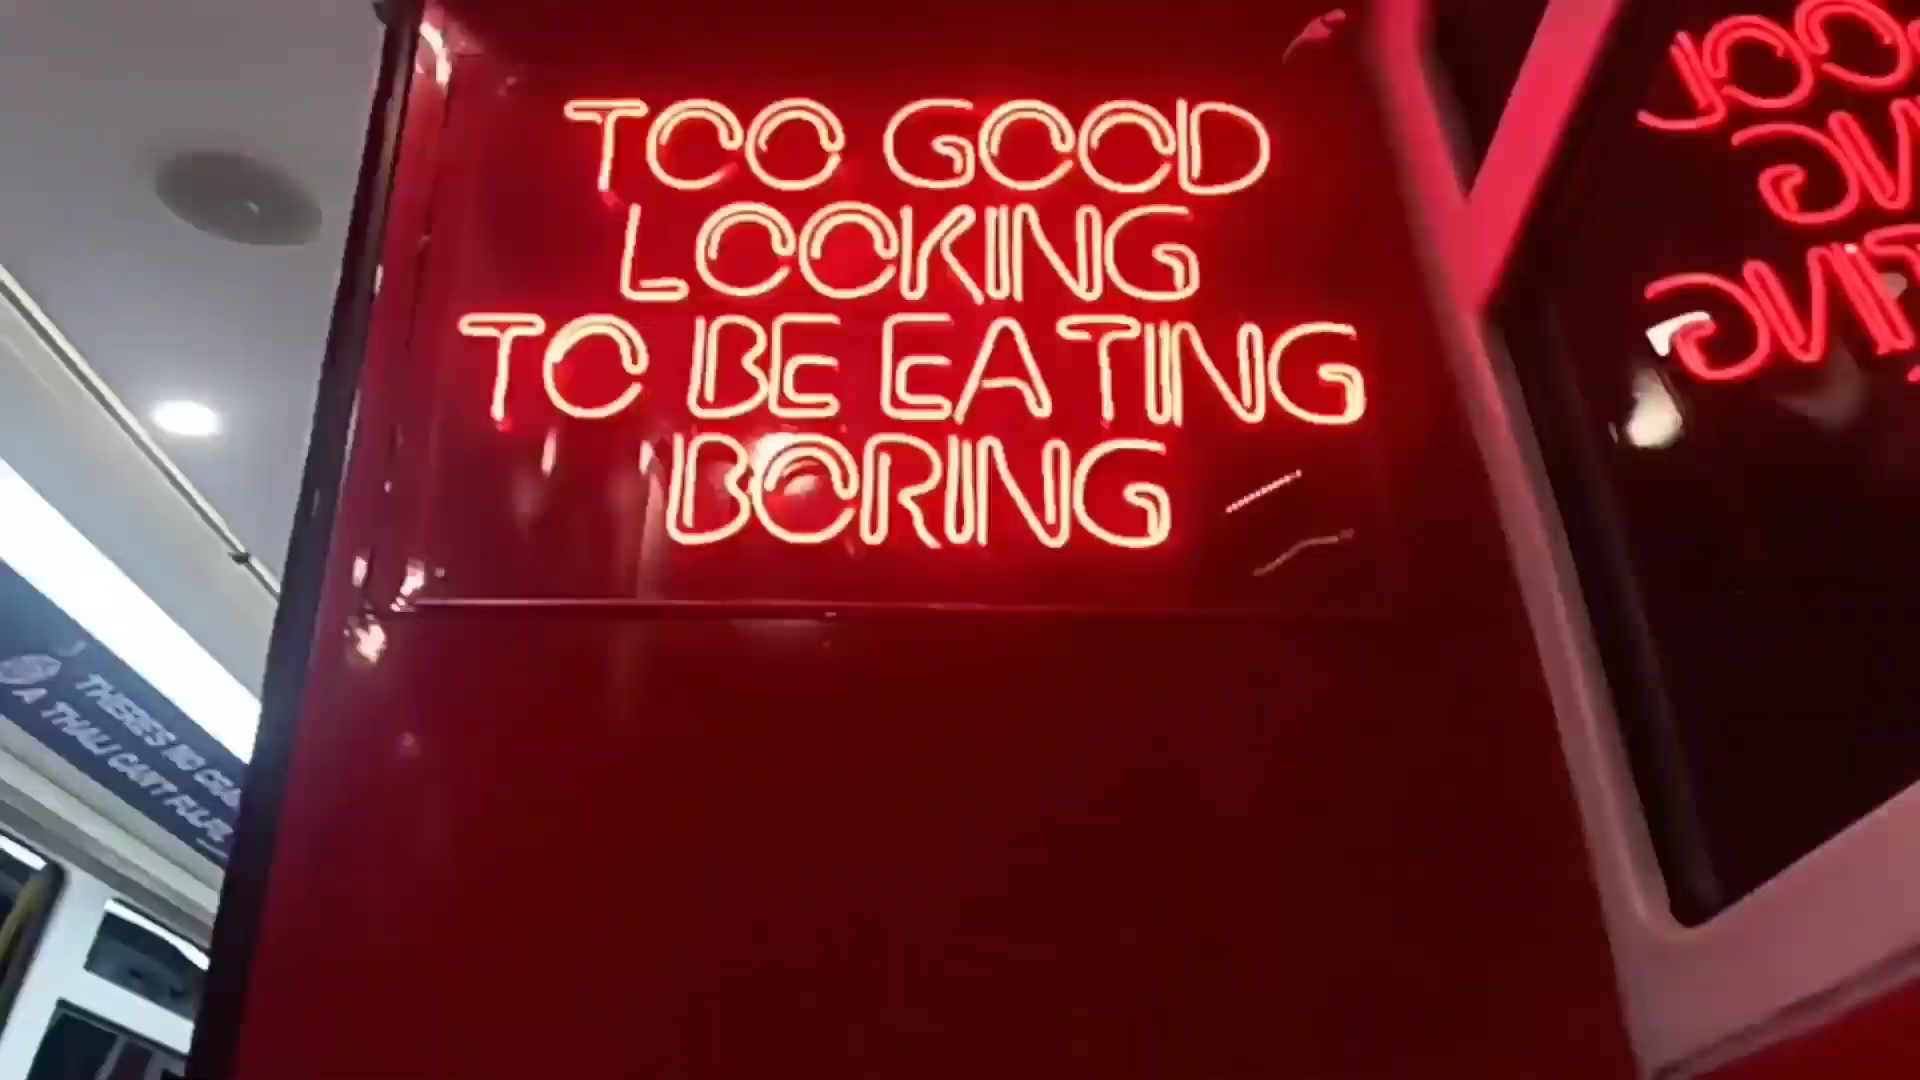 TOO GOOD
LOOKING
TO BE EATING
BORING
THERE'S NO
A THALI CAN'T